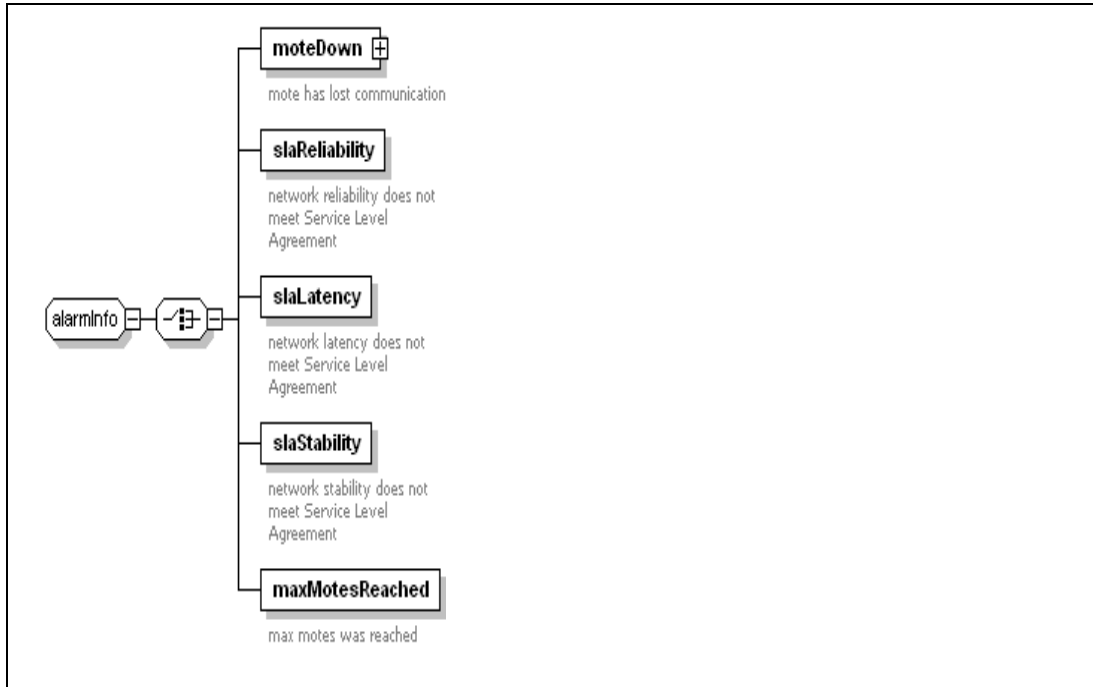 moteDown
mote has lost communication
slaReliability
network reliability does not
meet Service Level
Agreement
slaLatency
network latency does not
meet Service Level
Agreement
alarmInfo
slaStability
network stability does not
meet Service Level
Agreement
maxMotesReached
max motes was reached